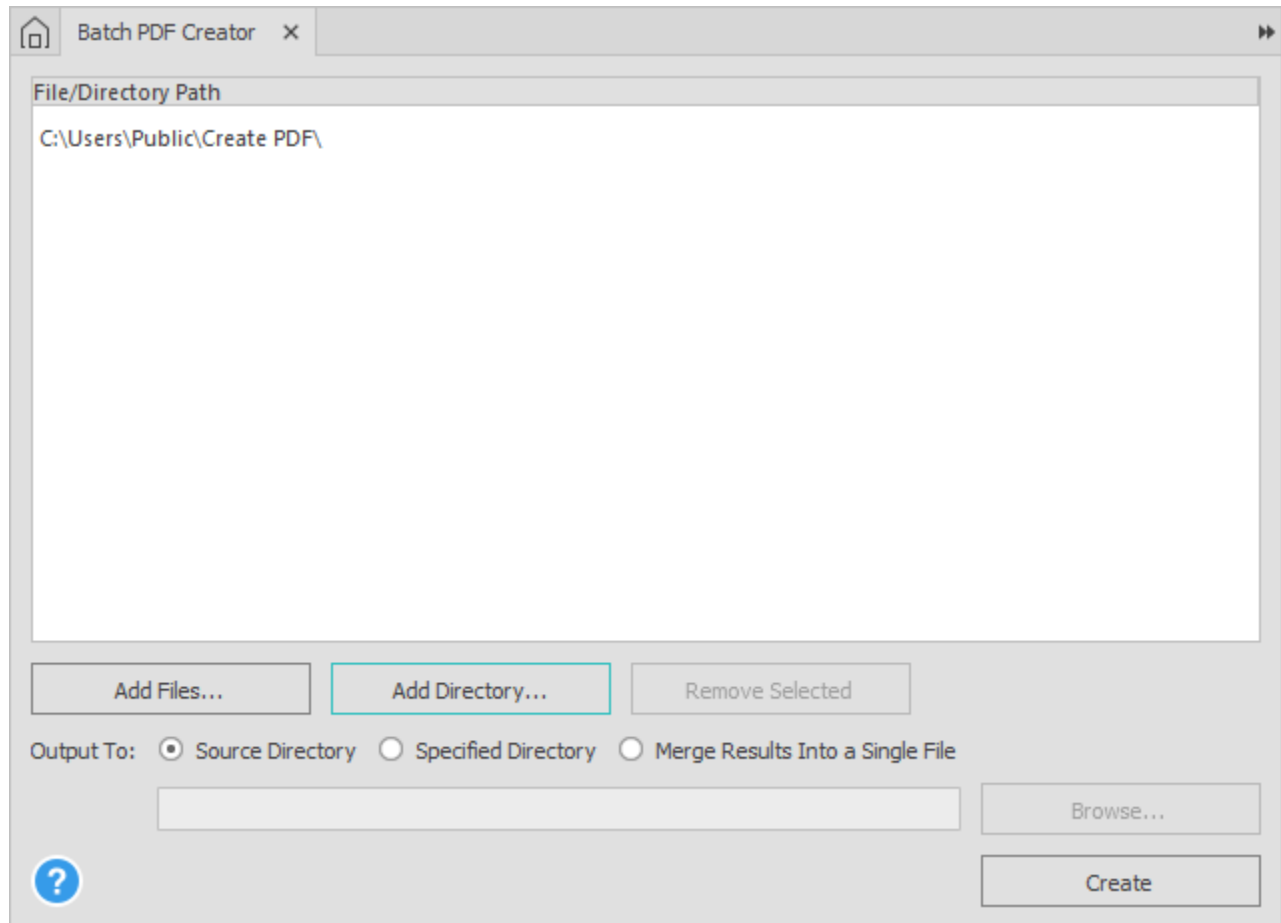 Batch PDF Creator
File/Directory Path
C:\Users\Public\Create PDF\
Add Files... Add Directory... Remove Selected
Output To: Source Directory Specified Directory Merge Results Into a Single File
Browse...
?
Create